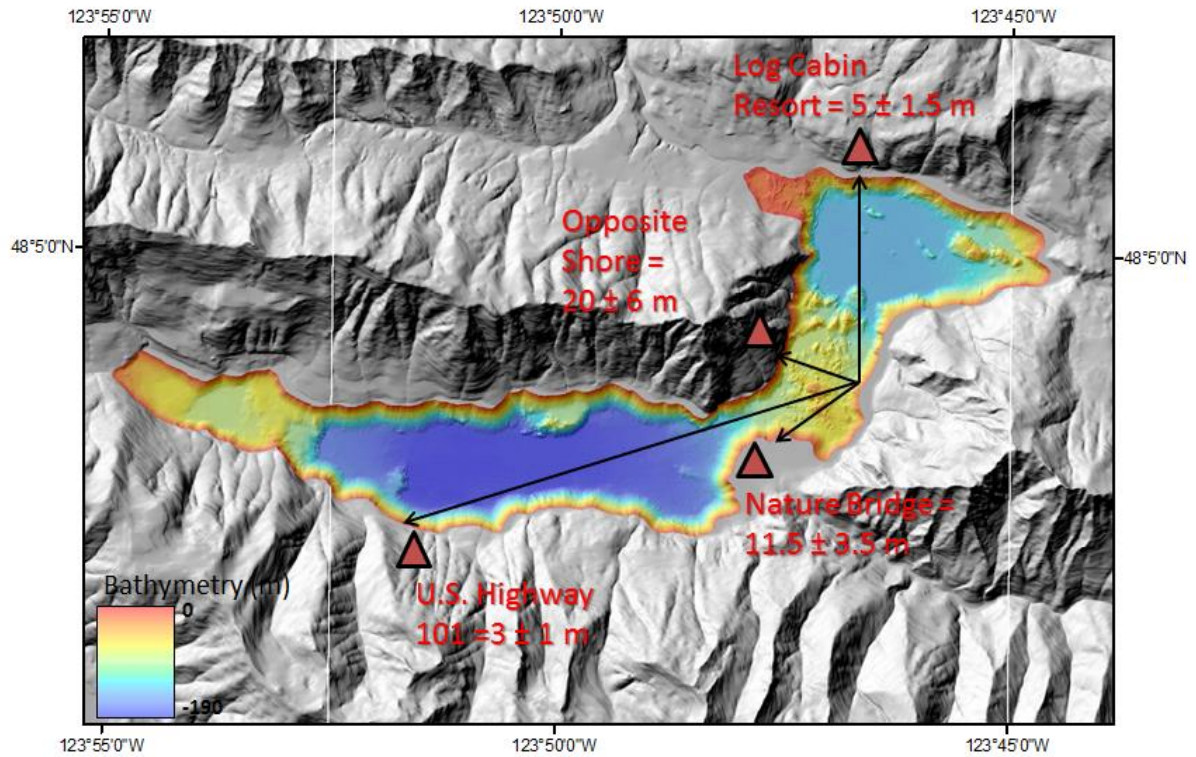 123°55'0"W 123°50'0"W 123°45'0"W
Log Cabin
Resort = 5 ± 1.5 m
Opposite
Shore =
20 ± 6 m
48°5'0"N
48°5'0"N
Nature Bridge =
11.5 ± 3.5 m
Bathymetry (m)
0
-190
U.S. Highway
101 =3 ± 1 m
123°55'0"W 123°50'0"W 123°45'0"W